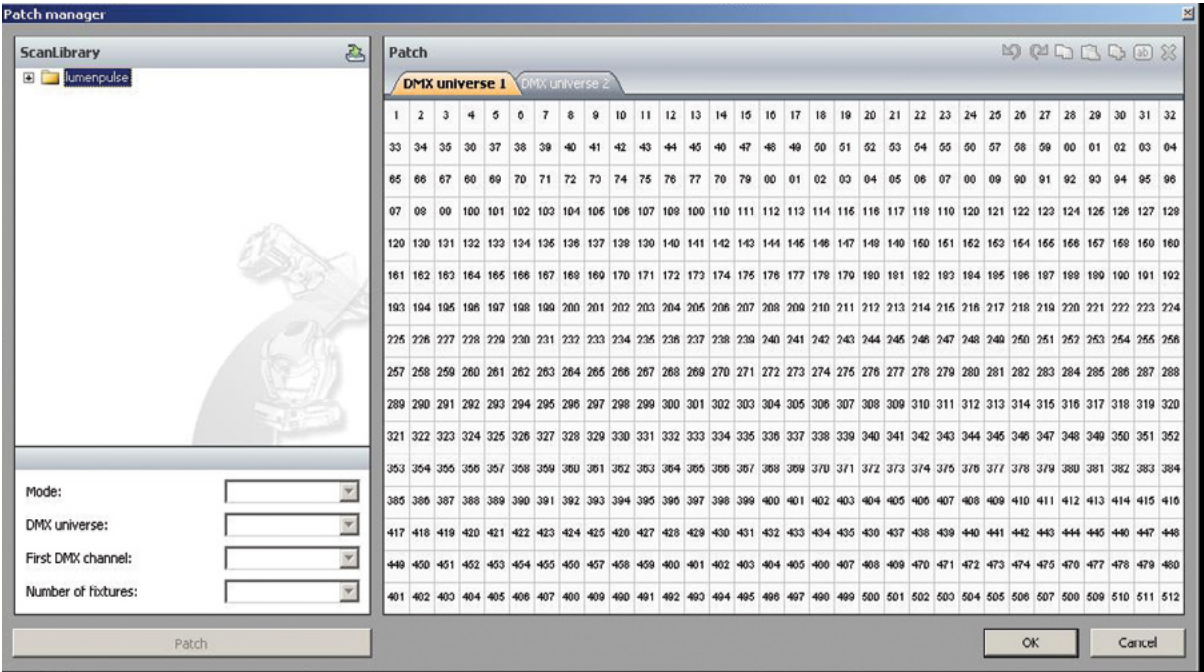 Patch manager
ScanLibrary
lumenpulse
Mode:
DMX universe:
First DMX channel:
Number of fixtures:
Patch
Patch
ab
DMX universe 1 DMX universe 2
1 2 3 4 5 6 7 8 9 10 11 12 13 14 15 16 17 18 19 20 21 22 23 24 25 26 27 28 29 30 31 32
33 34 35 36 37 38 39 40 41 42 43 44 45 46 47 48 49 50 51 52 53 54 55 56 57 58 59 60 61 62 63 64
65 66 67 68 69 70 71 72 73 74 75 76 77 78 79 80 81 82 83 84 85 86 87 88 89 90 91 92 93 94 95 96
97 98 99 100 101 102 103 104 105 106 107 108 109 110 111 112 113 114 115 116 117 118 119 120 121 122 123 124 125 126 127 128
129 130 131 132 133 134 135 136 137 138 139 140 141 142 143 144 145 146 147 148 149 150 151 152 153 154 155 156 157 158 159 160
161 162 163 164 165 166 167 168 169 170 171 172 173 174 175 176 177 178 179 180 181 182 183 184 185 186 187 188 189 190 191 192
193 194 195 196 197 198 199 200 201 202 203 204 205 206 207 208 209 210 211 212 213 214 215 216 217 218 219 220 221 222 223 224
225 226 227 228 229 230 231 232 233 234 235 236 237 238 239 240 241 242 243 244 245 246 247 248 249 250 251 252 253 254 255 256
257 258 259 260 261 262 263 264 265 266 267 268 269 270 271 272 273 274 275 276 277 278 279 280 281 282 283 284 285 286 287 288
289 290 291 292 293 294 295 296 297 298 299 300 301 302 303 304 305 306 307 308 309 310 311 312 313 314 315 316 317 318 319 320
321 322 323 324 325 326 327 328 329 330 331 332 333 334 335 336 337 338 339 340 341 342 343 344 345 346 347 348 349 350 351 352
353 354 355 356 357 358 359 360 361 362 363 364 365 366 367 368 369 370 371 372 373 374 375 376 377 378 379 380 381 382 383 384
385 386 387 388 389 390 391 392 393 394 395 396 397 398 399 400 401 402 403 404 405 406 407 408 409 410 411 412 413 414 415 416
417 418 419 420 421 422 423 424 425 426 427 428 429 430 431 432 433 434 435 436 437 438 439 440 441 442 443 444 445 446 447 448
449 450 451 452 453 454 455 456 457 458 459 460 461 462 463 464 465 466 467 468 469 470 471 472 473 474 475 476 477 478 479 480
481 482 483 484 485 486 487 488 489 490 491 492 493 494 495 496 497 498 499 500 501 502 503 504 505 506 507 508 509 510 511 512
OK Cancel